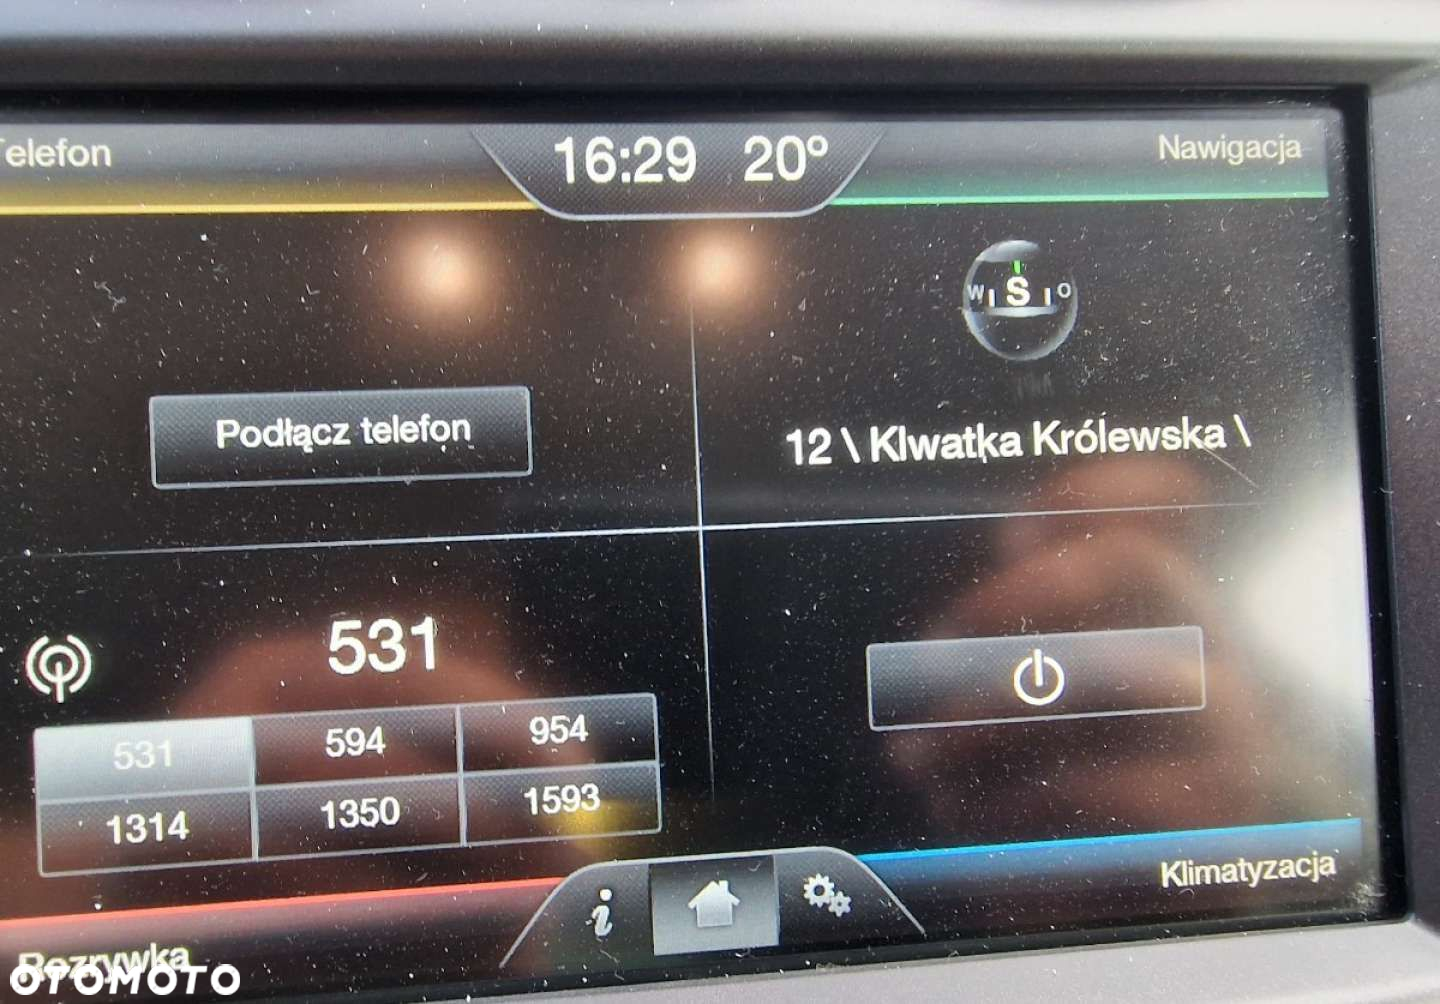 Telefon
16:29 20°
Nawigacja
W S O
Podłącz telefon
12 \ Klwatka Królewska \
531
531 594 954
1314 1350 1593
Klimatyzacja
Rozrywka
OTOMOTO